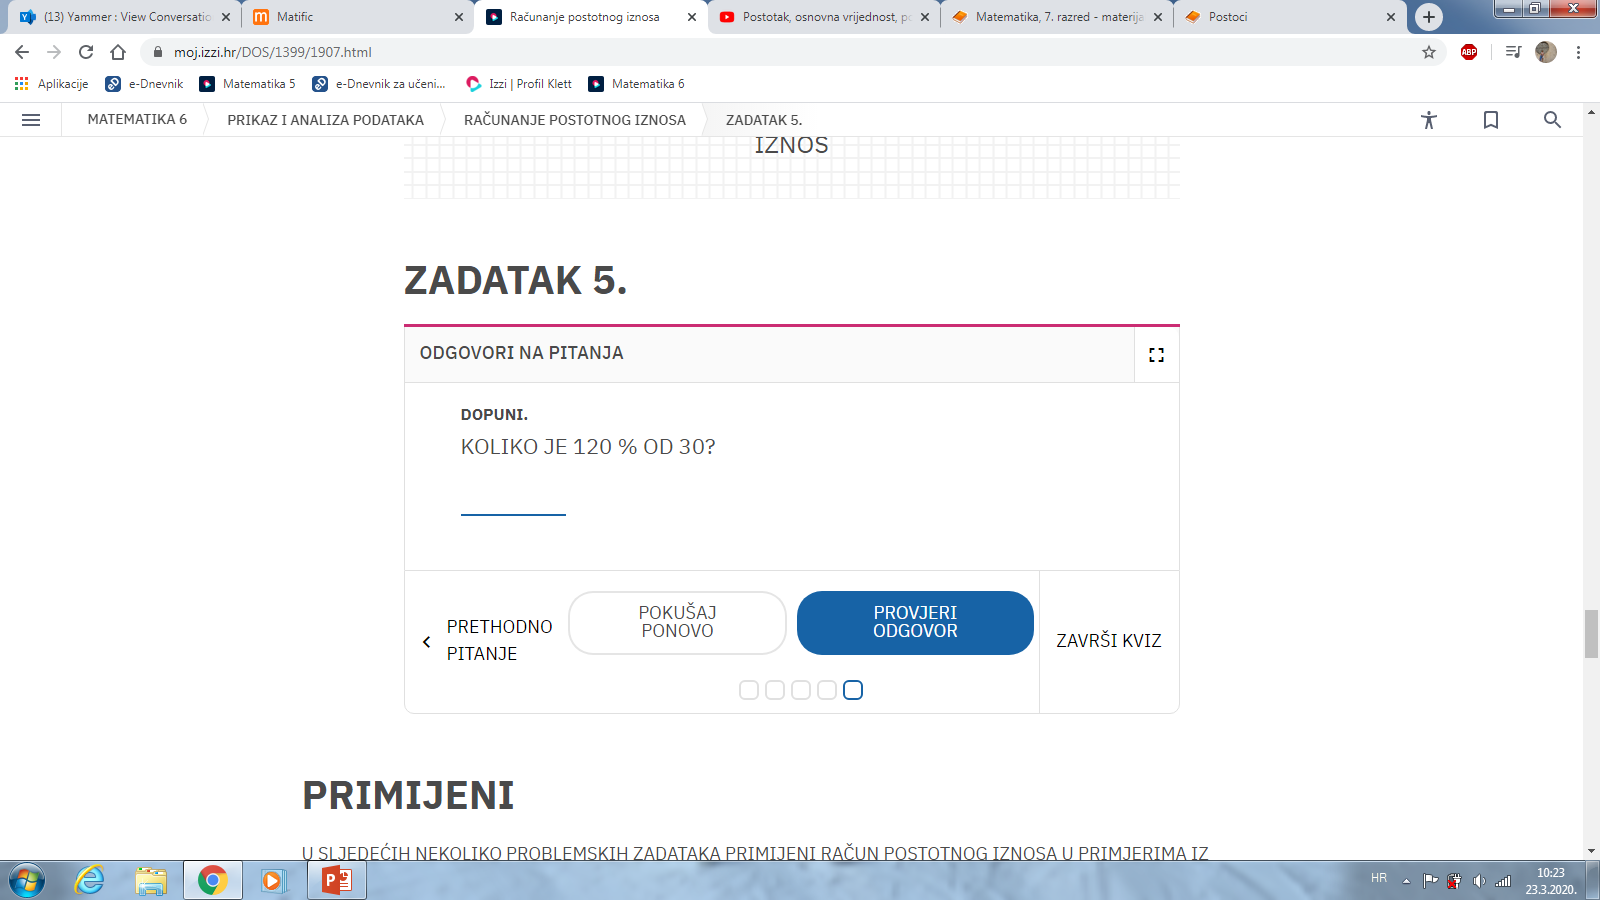 (13) Yammer : View Conversatio
Matific
Računanje postotnog iznosa
Postotak, osnovna vrijednost, po
Matematika, 7. razred - materija
Postoci
moj.izzi.hr/DOS/1399/1907.html
ABP
Aplikacije
e-Dnevnik
Matematika 5
e-Dnevnik za učeni...
Izzi | Profil Klett
Matematika 6
MATEMATIKA 6
PRIKAZ I ANALIZA PODATAKA
RAČUNANJE POSTOTNOG IZNOSA
ZADATAK 5.
IZNOS
ZADATAK 5.
ODGOVORI NA PITANJA
DOPUNI.
KOLIKO JE 120 % OD 30?
PRETHODNO
PITANJE
POKUŠAJ
PONOVO
PROVJERI
ODGOVOR
ZAVRŠI KVIZ
PRIMIJENI
U SLJEDEĆIH NEKOLIKO PROBLEMSKIH ZADATAKA PRIMIJENI RAČUN POSTOTNOG IZNOSA U PRIMJERIMA IZ
HR
10:23
23.3.2020.